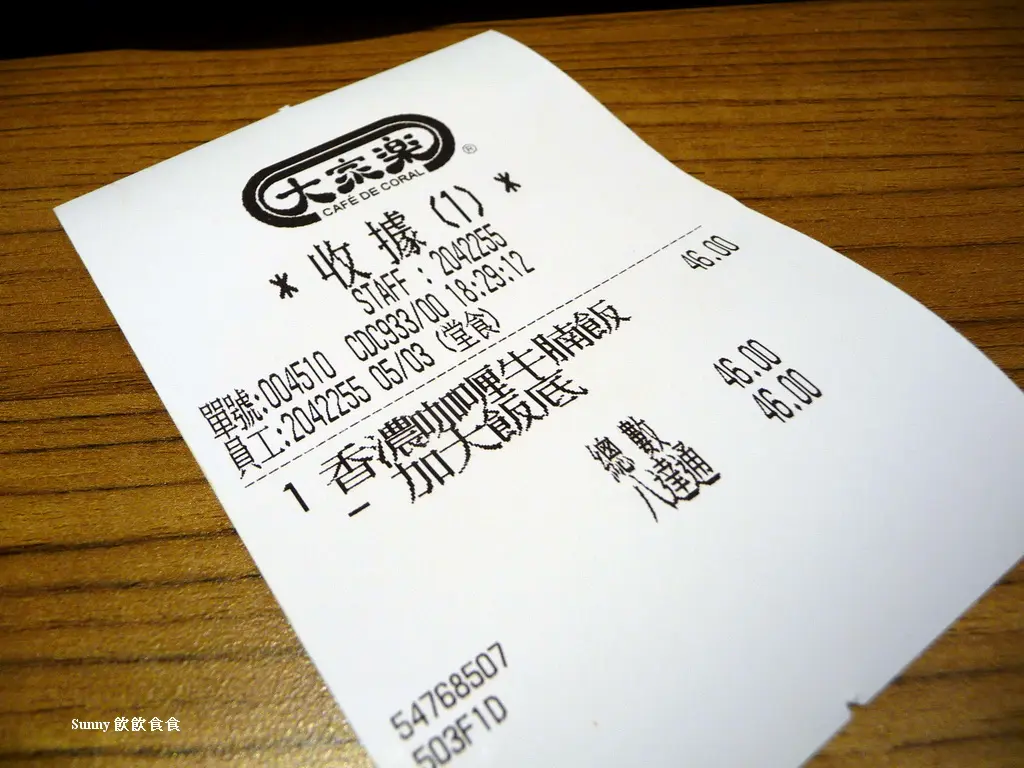 大家樂®
CAFÉ DE CORAL
* 收據 (1) *
STAFF : 2042255
單號:004510 CDC933/00 18:29:12
員工:2042255 05/03 (堂食)
1 香濃咖喱牛腩飯 46.00
- 加大飯底
總數 46.00
八達通 46.00
54768507
503F1D
Sunny 飲飲食食